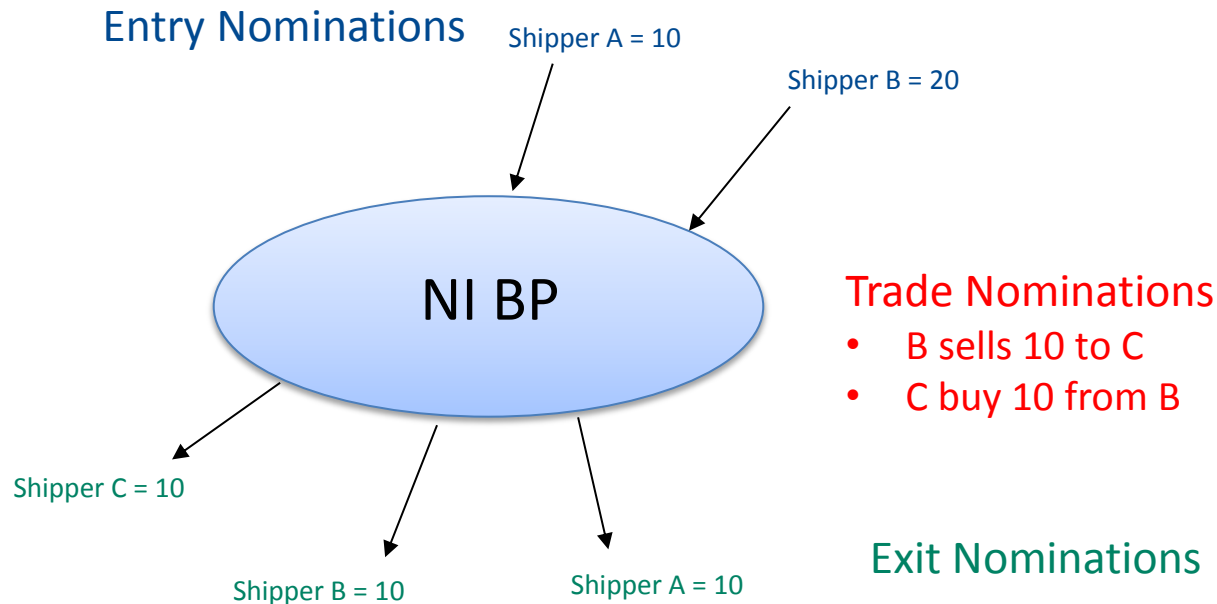 Entry Nominations
Shipper A = 10
Shipper B = 20
NI BP
Trade Nominations
• B sells 10 to C
• C buy 10 from B
Shipper C = 10
Shipper B = 10
Shipper A = 10
Exit Nominations